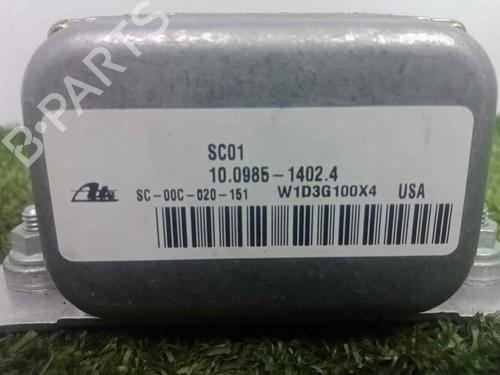 B-PARTS
SC01
10.0985-1402.4
Ate
SC-00C-020-151 W1D3G100X4 USA